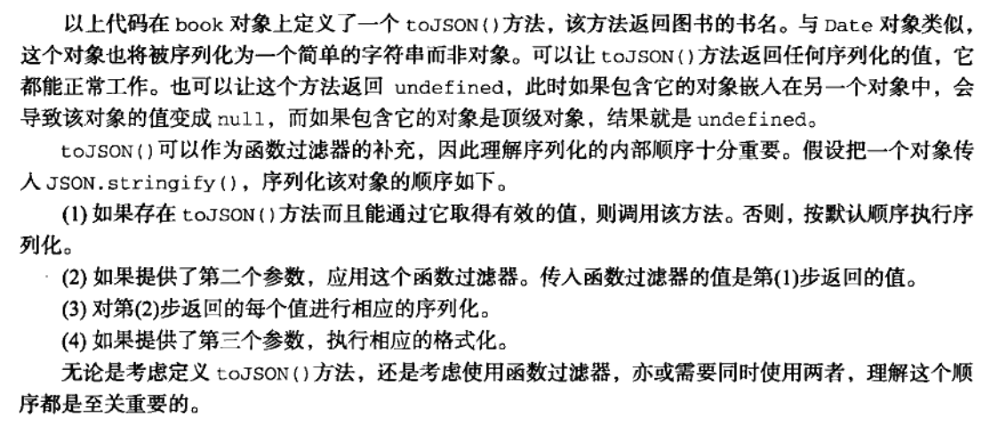 以上代码在 book 对象上定义了一个 toJSON()方法，该方法返回图书的书名。与 Date 对象类似，
这个对象也将被序列化为一个简单的字符串而非对象。可以让 toJSON()方法返回任何序列化的值，它
都能正常工作。也可以让这个方法返回 undefined，此时如果包含它的对象嵌入在另一个对象中，会
导致该对象的值变成 null，而如果包含它的对象是顶级对象，结果就是 undefined。
toJSON()可以作为函数过滤器的补充，因此理解序列化的内部顺序十分重要。假设把一个对象传
入 JSON.stringify()，序列化该对象的顺序如下。
(1) 如果存在 toJSON()方法而且能通过它取得有效的值，则调用该方法。否则，按默认顺序执行序
列化。
(2) 如果提供了第二个参数，应用这个函数过滤器。传入函数过滤器的值是第(1)步返回的值。
(3) 对第(2)步返回的每个值进行相应的序列化。
(4) 如果提供了第三个参数，执行相应的格式化。
无论是考虑定义 toJSON()方法，还是考虑使用函数过滤器，亦或需要同时使用两者，理解这个顺
序都是至关重要的。